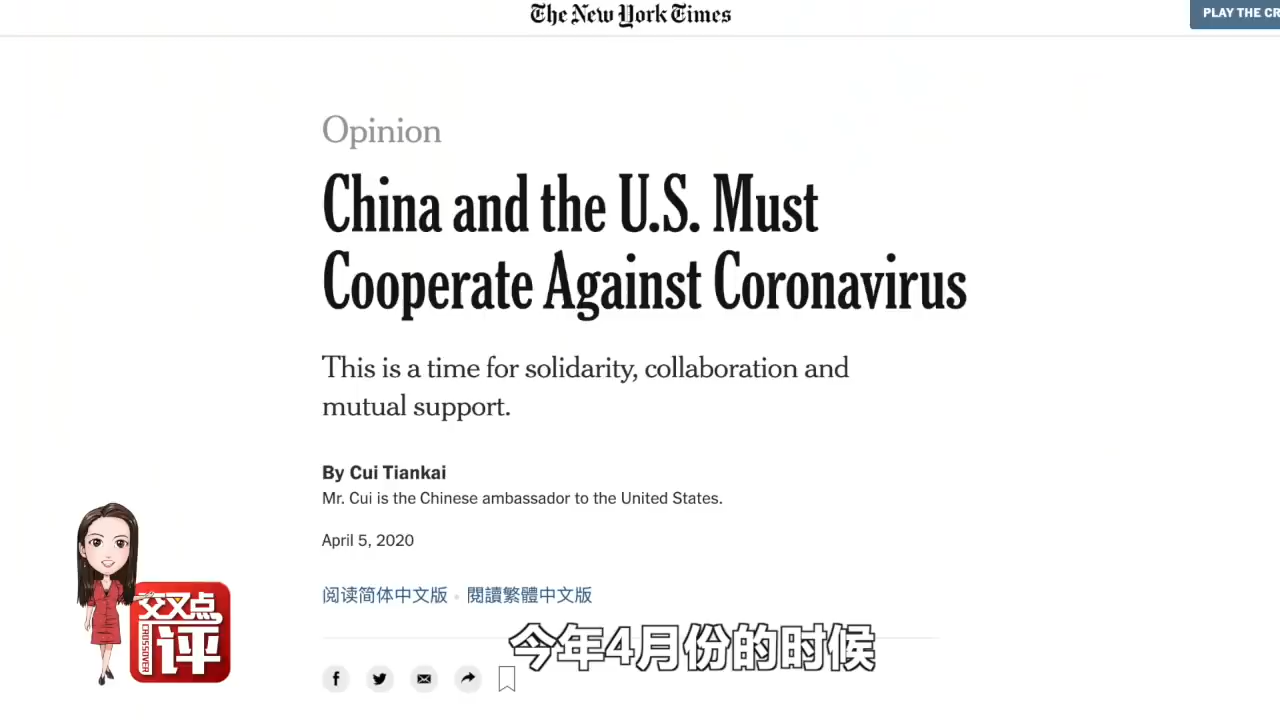 The New York Times
PLAY THE CR
Opinion
China and the U.S. Must
Cooperate Against Coronavirus
This is a time for solidarity, collaboration and
mutual support.
By Cui Tiankai
Mr. Cui is the Chinese ambassador to the United States.
April 5, 2020
阅读简体中文版 • 閱讀繁體中文版
交叉点
CROSSOVER
评
今年4月份的时候